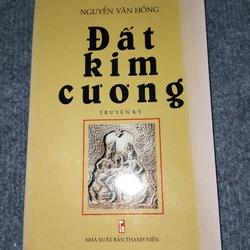 NGUYỄN VĂN HỒNG
Đất
kim
cương
TRUYỆN KÝ
NHÀ XUẤT BẢN THANH NIÊN